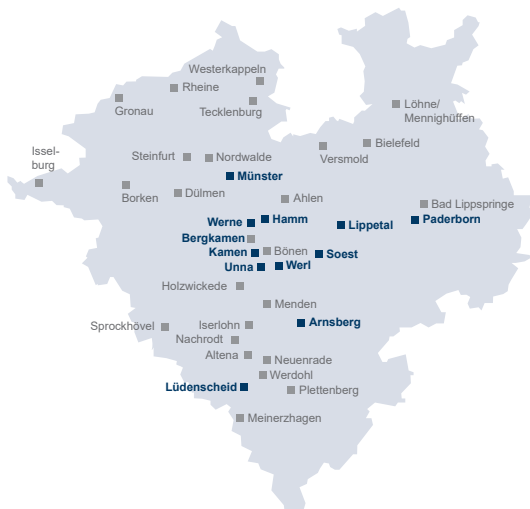 Westerkappeln
Rheine
Gronau
Tecklenburg
Löhne/
Mennighüffen
Bielefeld
Versmold
Issel-
burg
Steinfurt
Nordwalde
Münster
Borken
Dülmen
Ahlen
Bad Lippspringe
Paderborn
Werne
Hamm
Lippetal
Bergkamen
Kamen
Bönen
Soest
Unna
Werl
Holzwickede
Menden
Sprockhövel
Iserlohn
Arnsberg
Nachrodt
Altena
Neuenrade
Werdohl
Lüdenscheid
Plettenberg
Meinerzhagen